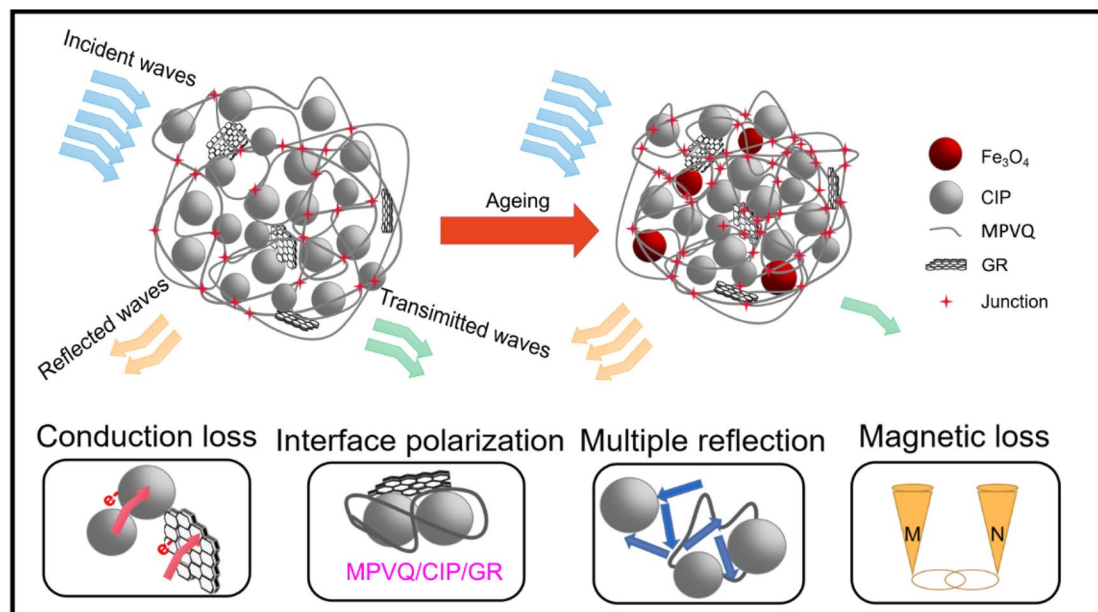 Incident waves
Ageing
Reflected waves
Transimitted waves
Fe₃O₄
CIP
MPVQ
GR
Junction
Conduction loss
Interface polarization
Multiple reflection
Magnetic loss
e-
e-
MPVQ/CIP/GR
M
N